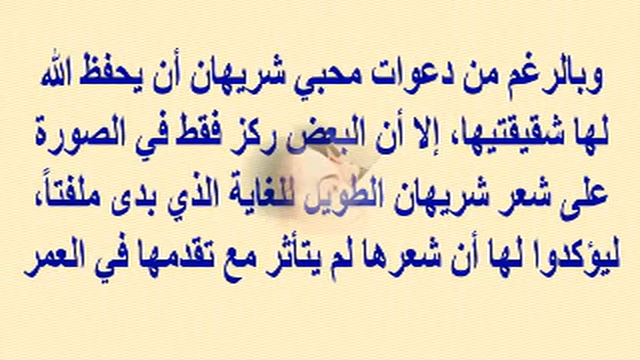 وبالرغم من دعوات محبي شريهان أن يحفظ الله
لها شقيقتيها، إلا أن البعض ركز فقط في الصورة
على شعر شريهان الطويل للغاية الذي بدى ملفتاً،
ليؤكدوا لها أن شعرها لم يتأثر مع تقدمها في العمر